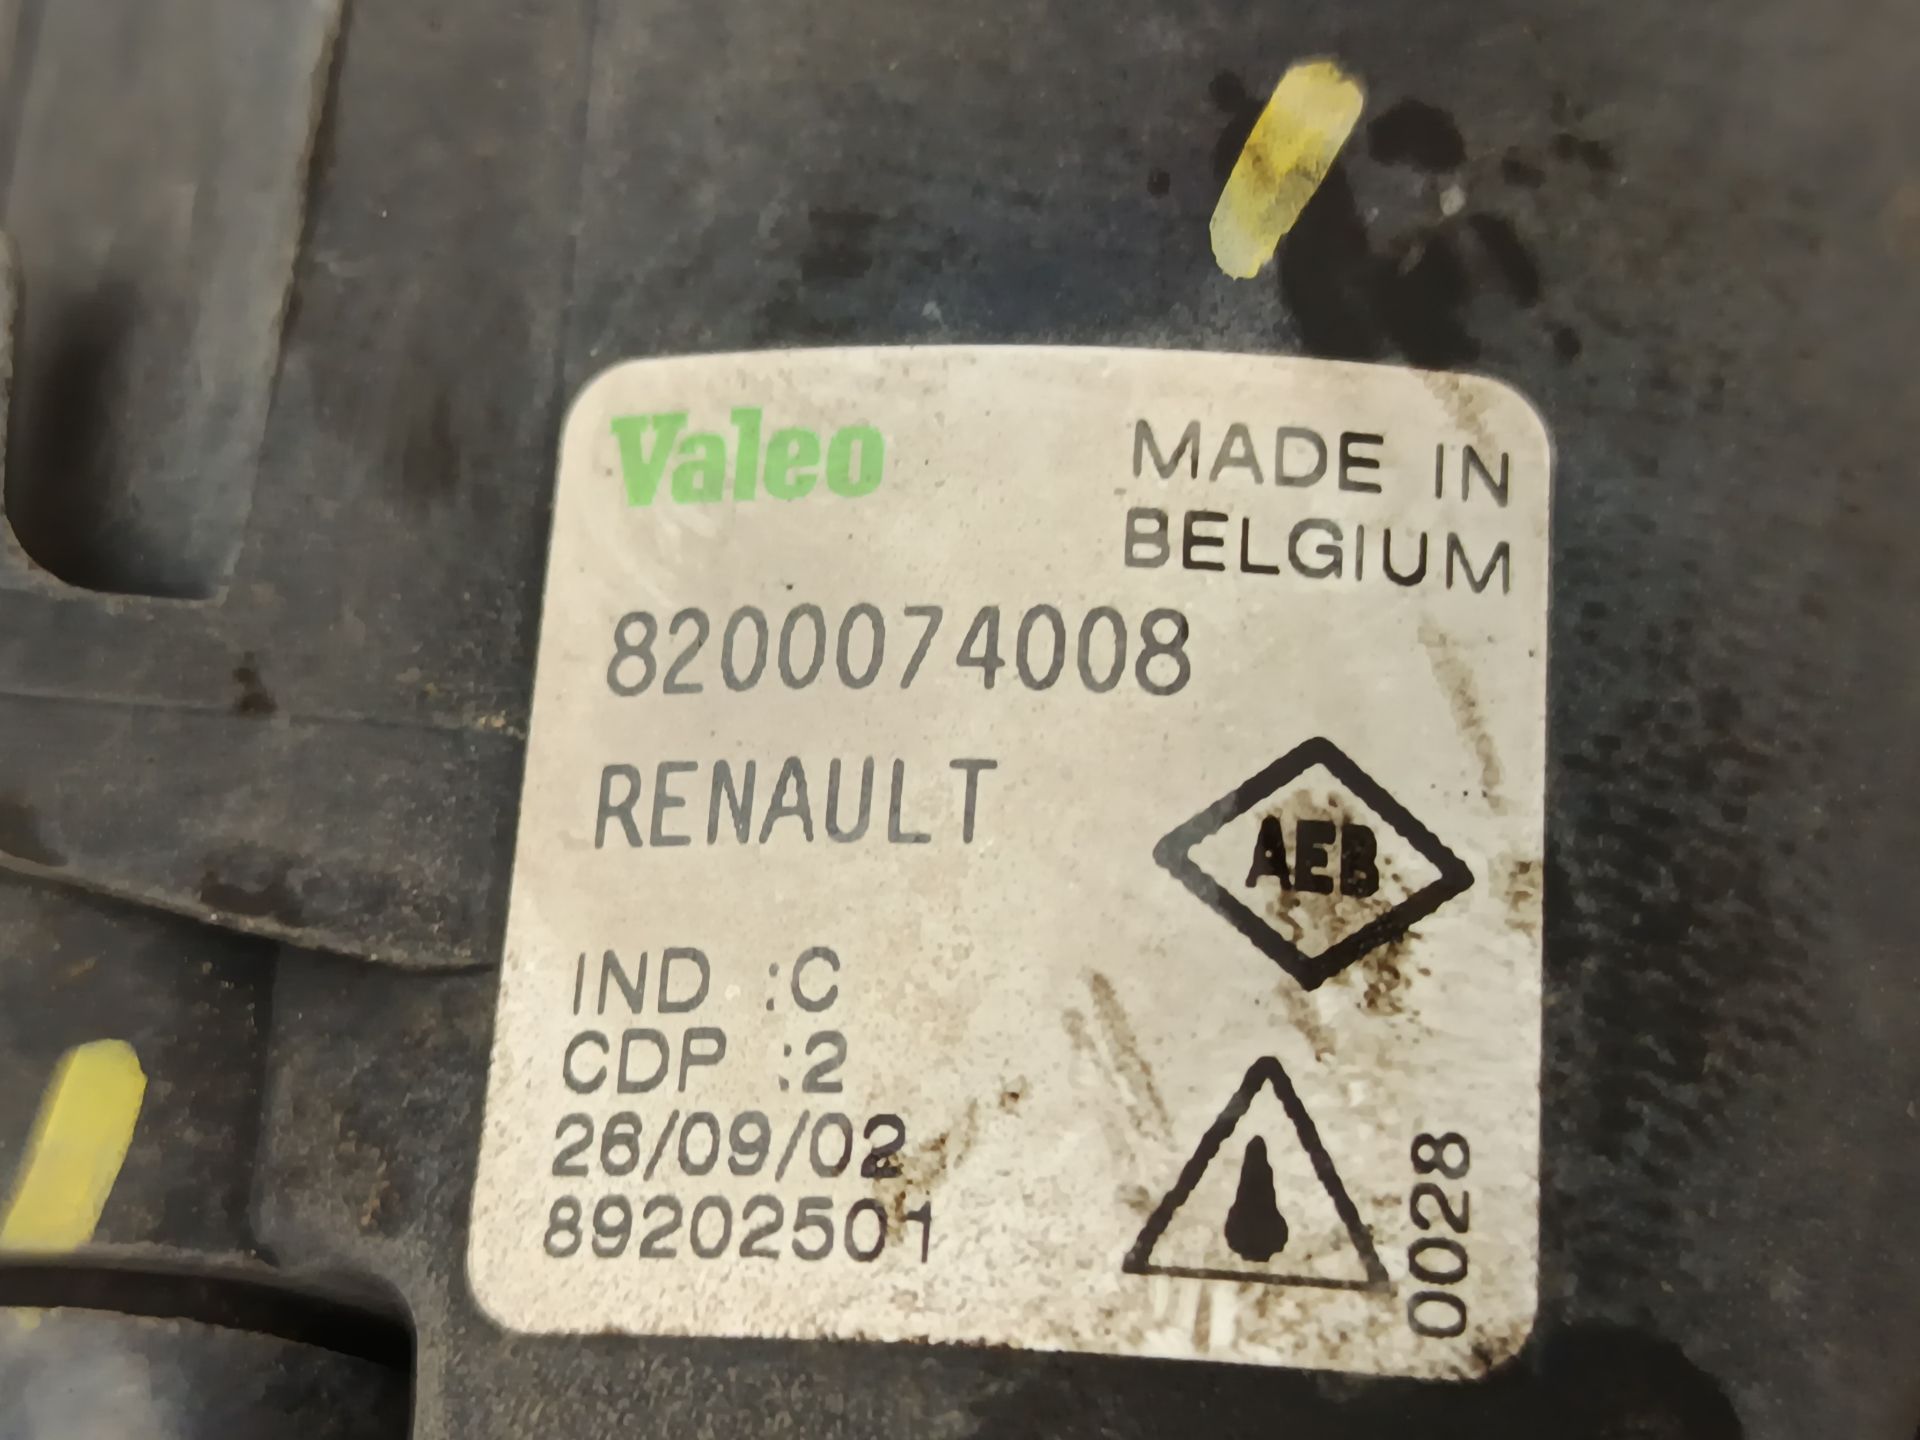 Valeo
MADE IN
BELGIUM
8200074008
RENAULT
AEB
IND :C
CDP :2
26/09/02
89202501
0028